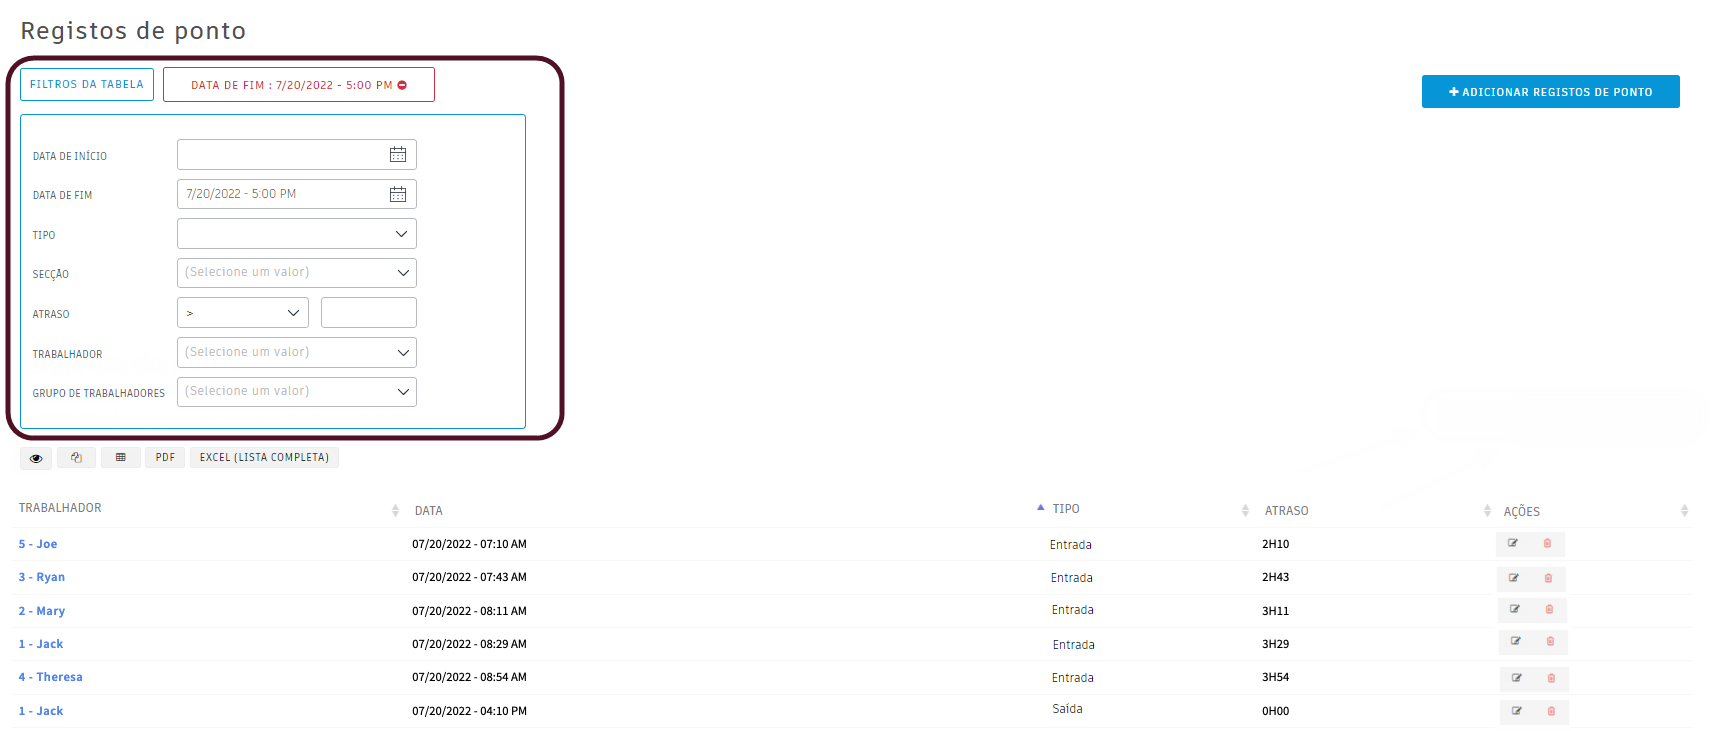 Registos de ponto
FILTROS DA TABELA
DATA DE FIM : 7/20/2022 - 5:00 PM
ADICIONAR REGISTOS DE PONTO
DATA DE INÍCIO
DATA DE FIM 7/20/2022 - 5:00 PM
TIPO
SECÇÃO (Selecione um valor)
ATRASO >
TRABALHADOR (Selecione um valor)
GRUPO DE TRABALHADORES (Selecione um valor)
PDF EXCEL (LISTA COMPLETA)
TRABALHADOR DATA TIPO ATRASO AÇÕES
5 - Joe 07/20/2022 - 07:10 AM Entrada 2H10
3 - Ryan 07/20/2022 - 07:43 AM Entrada 2H43
2 - Mary 07/20/2022 - 08:11 AM Entrada 3H11
1 - Jack 07/20/2022 - 08:29 AM Entrada 3H29
4 - Theresa 07/20/2022 - 08:54 AM Entrada 3H54
1 - Jack 07/20/2022 - 04:10 PM Saída 0H00